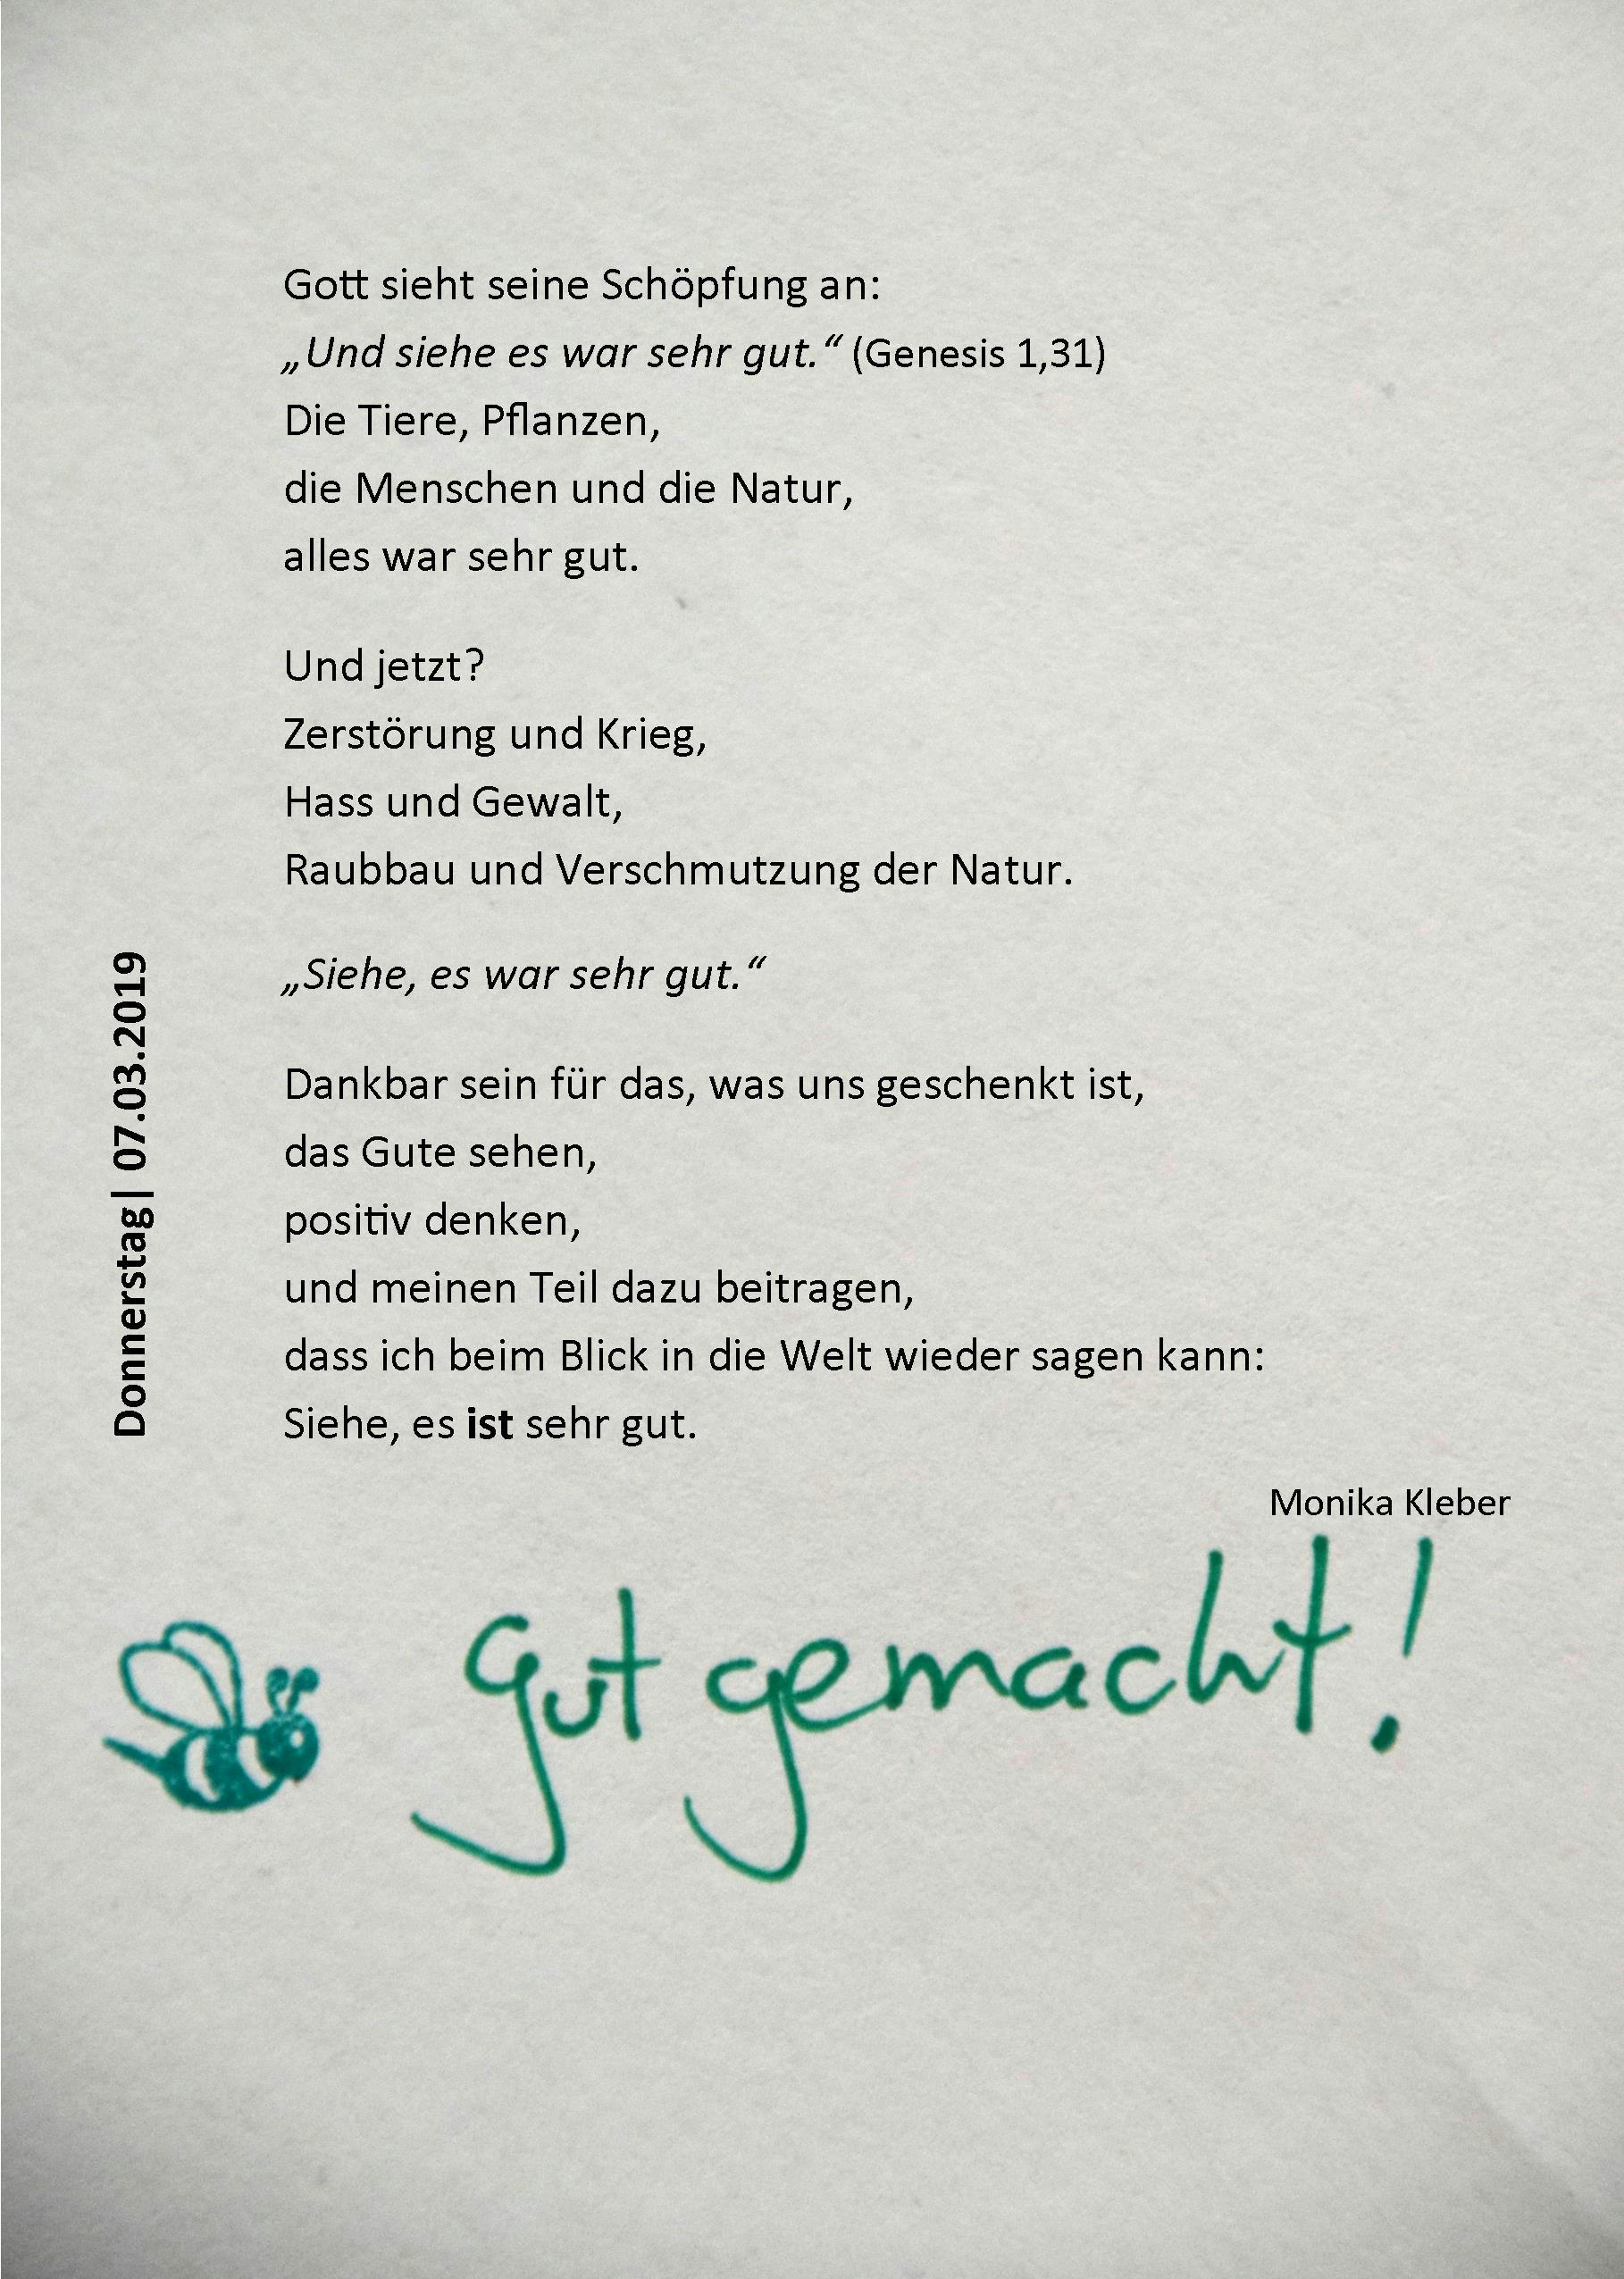 Gott sieht seine Schöpfung an:
„Und siehe es war sehr gut.“ (Genesis 1,31)
Die Tiere, Pflanzen,
die Menschen und die Natur,
alles war sehr gut.
Und jetzt?
Zerstörung und Krieg,
Hass und Gewalt,
Raubbau und Verschmutzung der Natur.
„Siehe, es war sehr gut.“
Dankbar sein für das, was uns geschenkt ist,
das Gute sehen,
positiv denken,
und meinen Teil dazu beitragen,
dass ich beim Blick in die Welt wieder sagen kann:
Siehe, es ist sehr gut.
Monika Kleber
Donnerstag| 07.03.2019
gut gemacht!